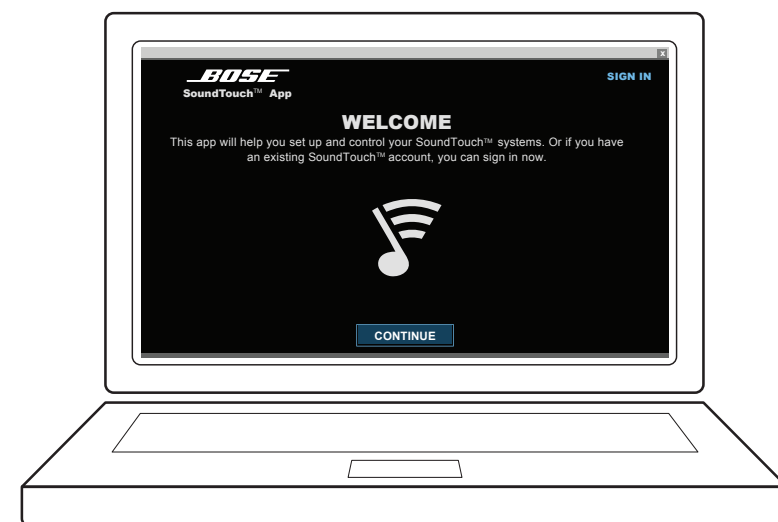 x
BOSE
SIGN IN
SoundTouch™ App
WELCOME
This app will help you set up and control your SoundTouch™ systems. Or if you have
an existing SoundTouch™ account, you can sign in now.
CONTINUE